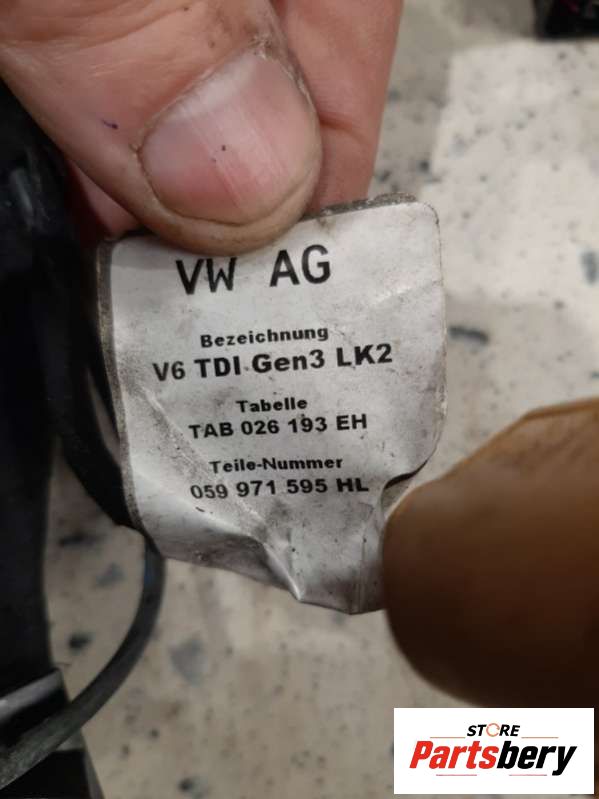 VW AG
Bezeichnung
V6 TDI Gen3 LK2
Tabelle
TAB 026 193 EH
Teile-Nummer
059 971 595 HL
STORE
Partsbery